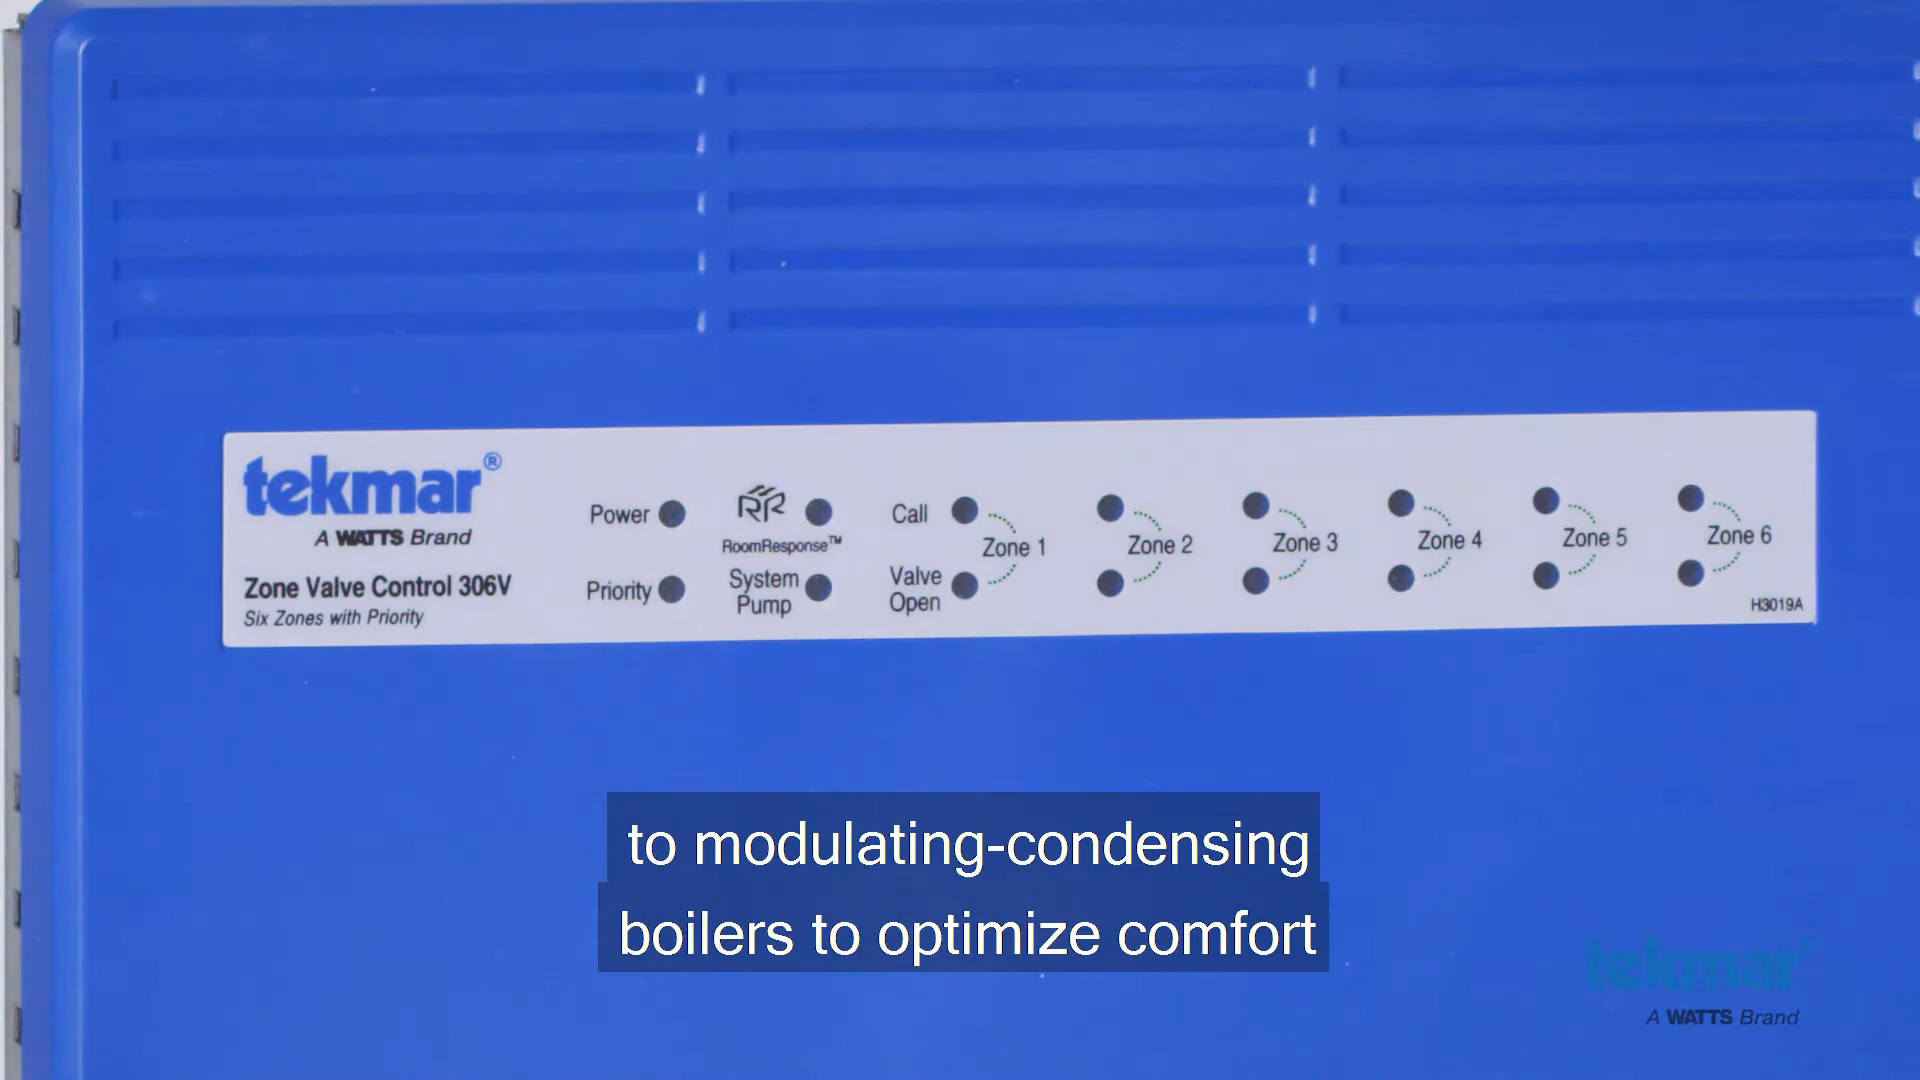 tekmar®
A WATTS Brand
Zone Valve Control 306V
Six Zones with Priority
Power
Priority
RR
RoomResponse™
System
Pump
Call
Valve
Open
Zone 1
Zone 2
Zone 3
Zone 4
Zone 5
Zone 6
H3019A
to modulating-condensing
boilers to optimize comfort
tekmar
A WATTS Brand